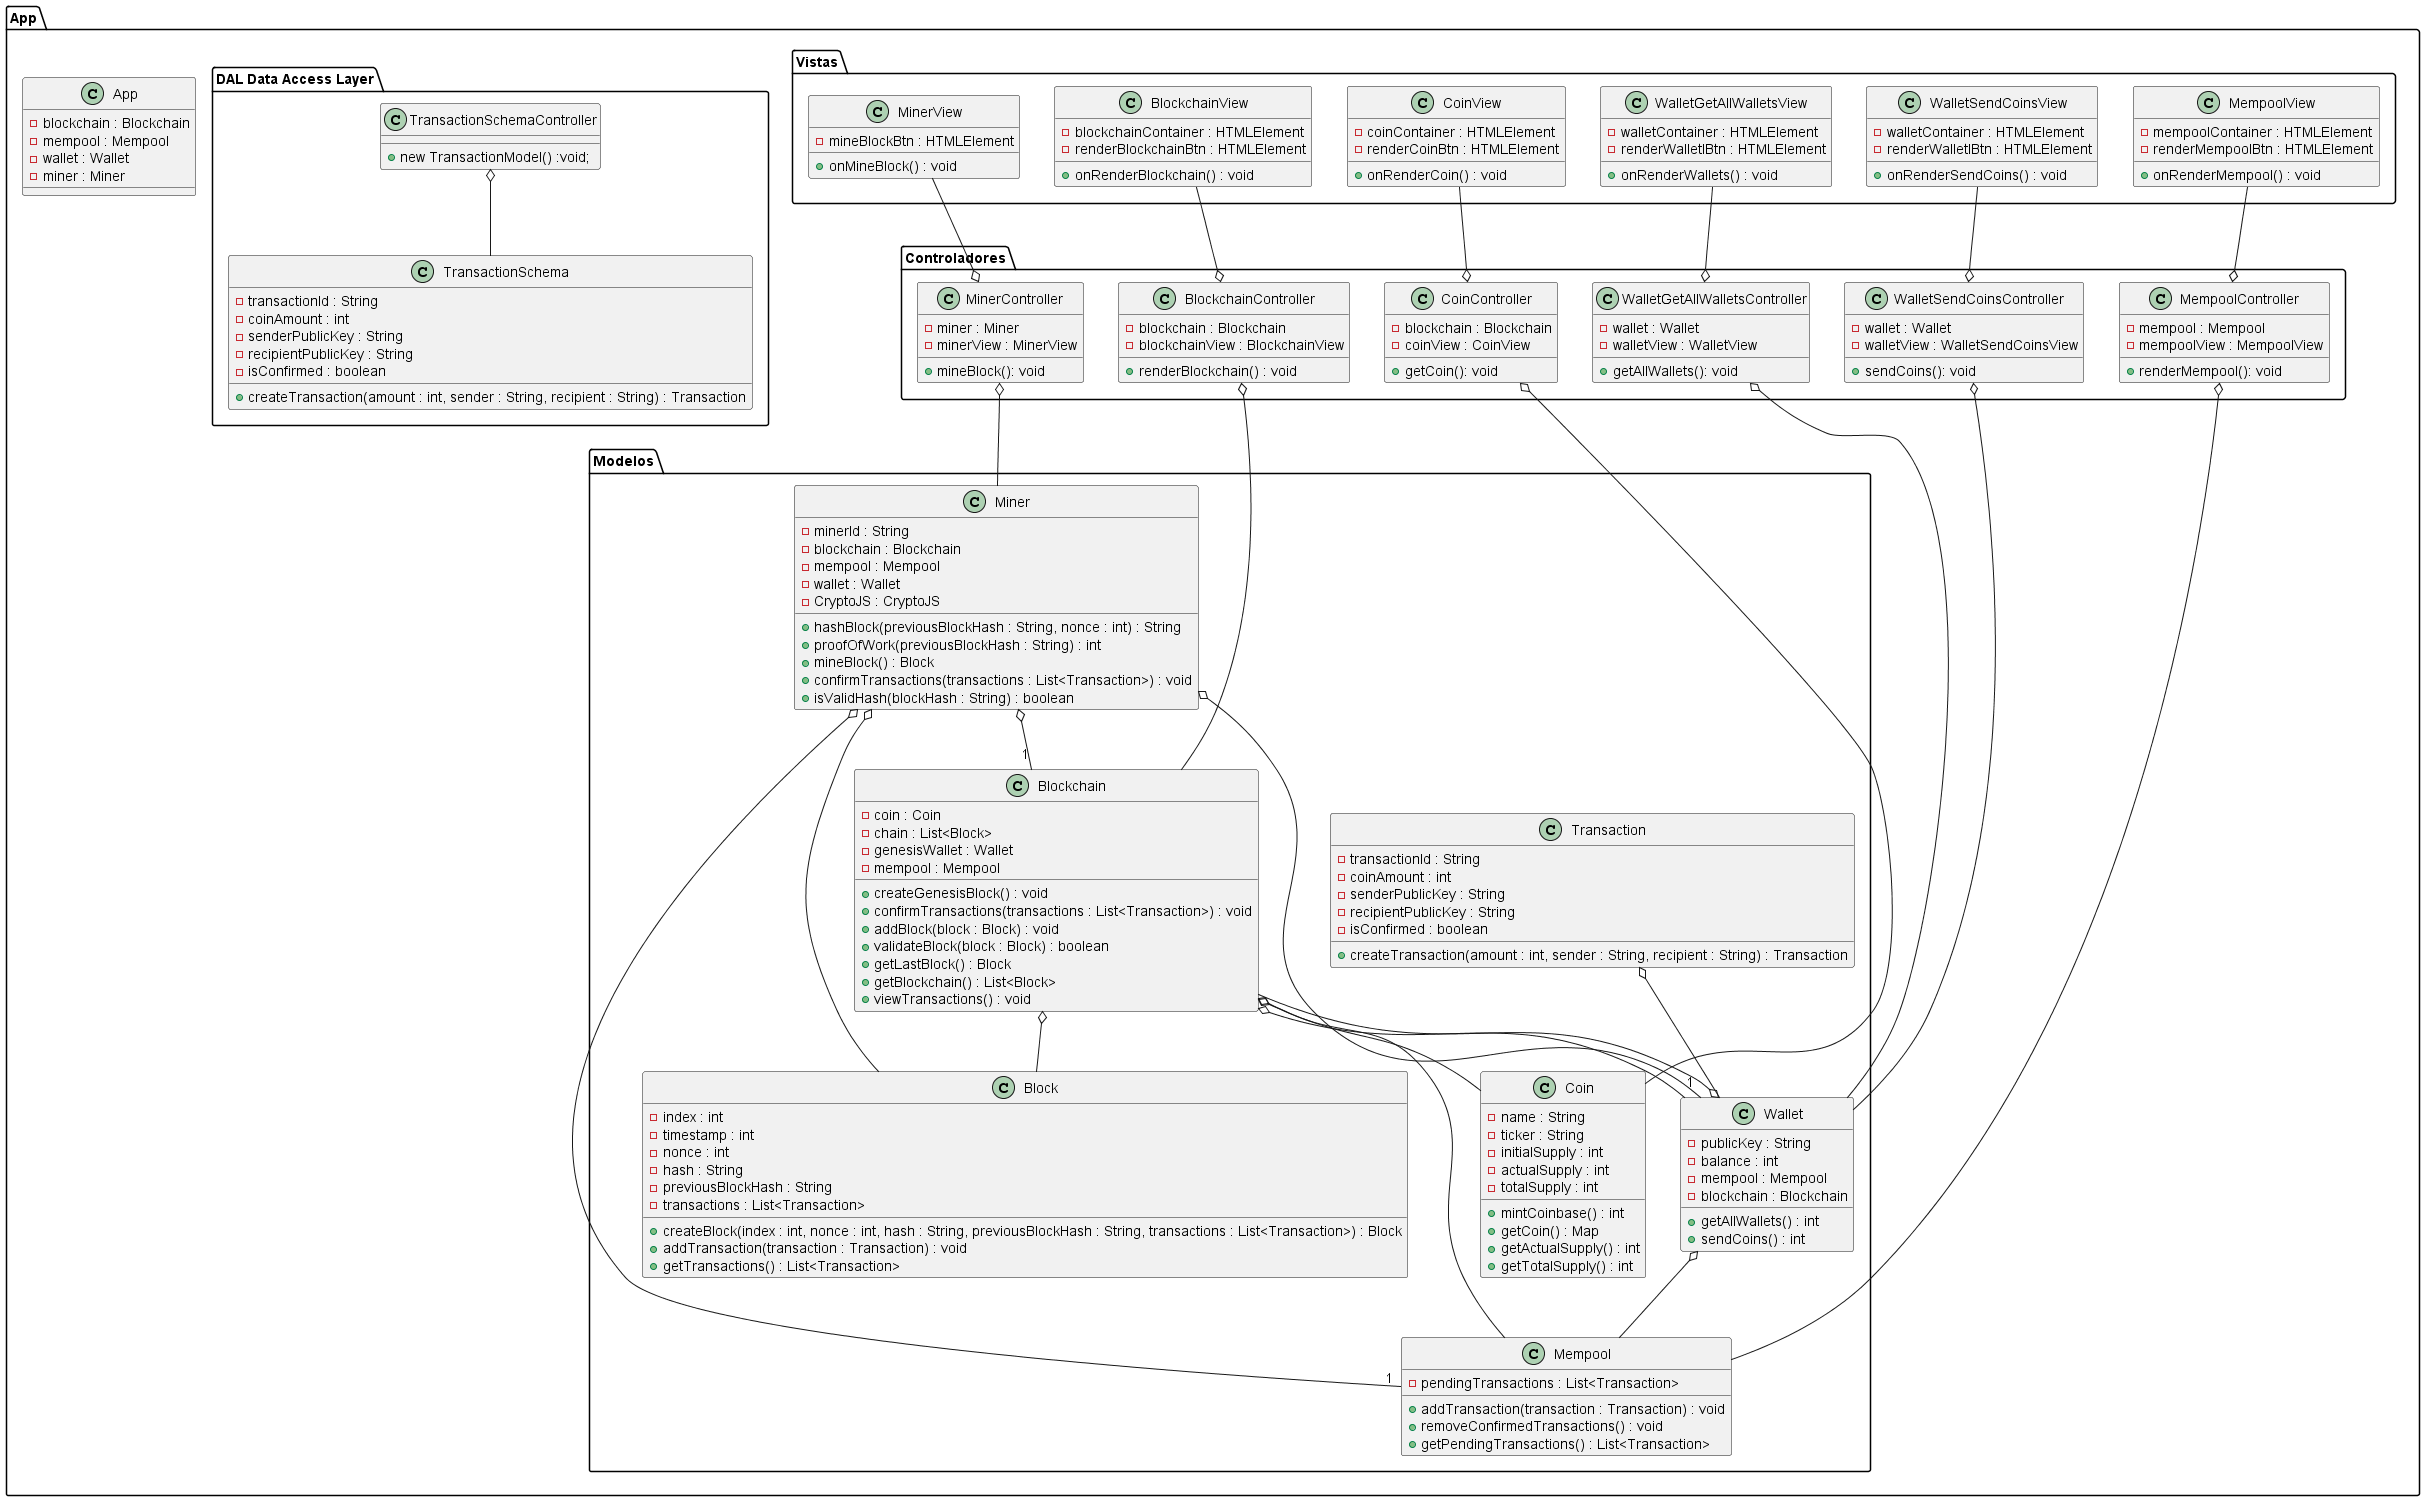 App
App
blockchain : Blockchain
mempool : Mempool
wallet : Wallet
miner : Miner
DAL Data Access Layer
TransactionSchemaController
new TransactionModel() :void;
TransactionSchema
transactionId : String
coinAmount : int
senderPublicKey : String
recipientPublicKey : String
isConfirmed : boolean
createTransaction(amount : int, sender : String, recipient : String) : Transaction
Vistas
MinerView
mineBlockBtn : HTMLElement
onMineBlock() : void
BlockchainView
blockchainContainer : HTMLElement
renderBlockchainBtn : HTMLElement
onRenderBlockchain() : void
CoinView
coinContainer : HTMLElement
renderCoinBtn : HTMLElement
onRenderCoin() : void
WalletGetAllWalletsView
walletContainer : HTMLElement
renderWalletlBtn : HTMLElement
onRenderWallets() : void
WalletSendCoinsView
walletContainer : HTMLElement
renderWalletlBtn : HTMLElement
onRenderSendCoins() : void
MempoolView
mempoolContainer : HTMLElement
renderMempoolBtn : HTMLElement
onRenderMempool() : void
Controladores
MinerController
miner : Miner
minerView : MinerView
mineBlock(): void
BlockchainController
blockchain : Blockchain
blockchainView : BlockchainView
renderBlockchain() : void
CoinController
blockchain : Blockchain
coinView : CoinView
getCoin(): void
WalletGetAllWalletsController
wallet : Wallet
walletView : WalletView
getAllWallets(): void
WalletSendCoinsController
wallet : Wallet
walletView : WalletSendCoinsView
sendCoins(): void
MempoolController
mempool : Mempool
mempoolView : MempoolView
renderMempool(): void
Modelos
Miner
minerId : String
blockchain : Blockchain
mempool : Mempool
wallet : Wallet
CryptoJS : CryptoJS
hashBlock(previousBlockHash : String, nonce : int) : String
proofOfWork(previousBlockHash : String) : int
mineBlock() : Block
confirmTransactions(transactions : List<Transaction>) : void
isValidHash(blockHash : String) : boolean
1
Blockchain
coin : Coin
chain : List<Block>
genesisWallet : Wallet
mempool : Mempool
createGenesisBlock() : void
confirmTransactions(transactions : List<Transaction>) : void
addBlock(block : Block) : void
validateBlock(block : Block) : boolean
getLastBlock() : Block
getBlockchain() : List<Block>
viewTransactions() : void
Transaction
transactionId : String
coinAmount : int
senderPublicKey : String
recipientPublicKey : String
isConfirmed : boolean
createTransaction(amount : int, sender : String, recipient : String) : Transaction
Block
index : int
timestamp : int
nonce : int
hash : String
previousBlockHash : String
transactions : List<Transaction>
createBlock(index : int, nonce : int, hash : String, previousBlockHash : String, transactions : List<Transaction>) : Block
addTransaction(transaction : Transaction) : void
getTransactions() : List<Transaction>
Coin
name : String
ticker : String
initialSupply : int
actualSupply : int
totalSupply : int
mintCoinbase() : int
getCoin() : Map
getActualSupply() : int
getTotalSupply() : int
1
Wallet
publicKey : String
balance : int
mempool : Mempool
blockchain : Blockchain
getAllWallets() : int
sendCoins() : int
1
Mempool
pendingTransactions : List<Transaction>
addTransaction(transaction : Transaction) : void
removeConfirmedTransactions() : void
getPendingTransactions() : List<Transaction>